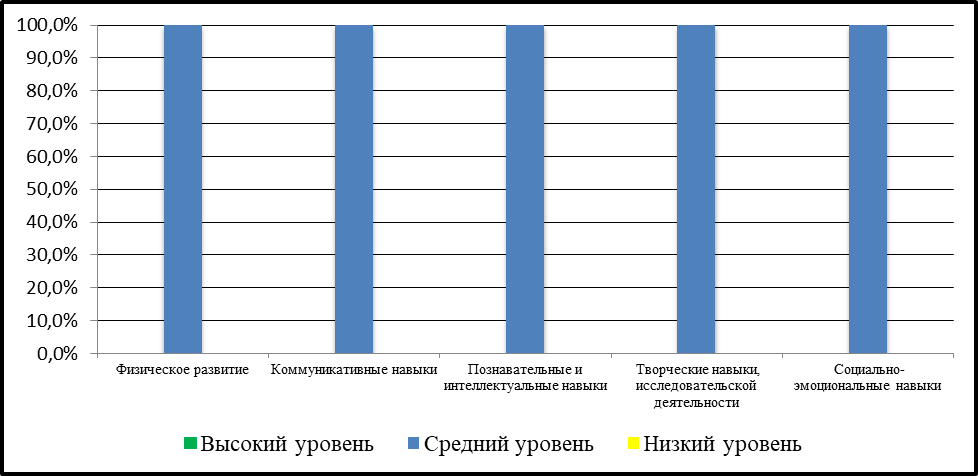 100,0%
90,0%
80,0%
70,0%
60,0%
50,0%
40,0%
30,0%
20,0%
10,0%
0,0%
Физическое развитие
Коммуникативные навыки
Познавательные и
интеллектуальные навыки
Творческие навыки,
исследовательской
деятельности
Социально-
эмоциональные навыки
Высокий уровень
Средний уровень
Низкий уровень